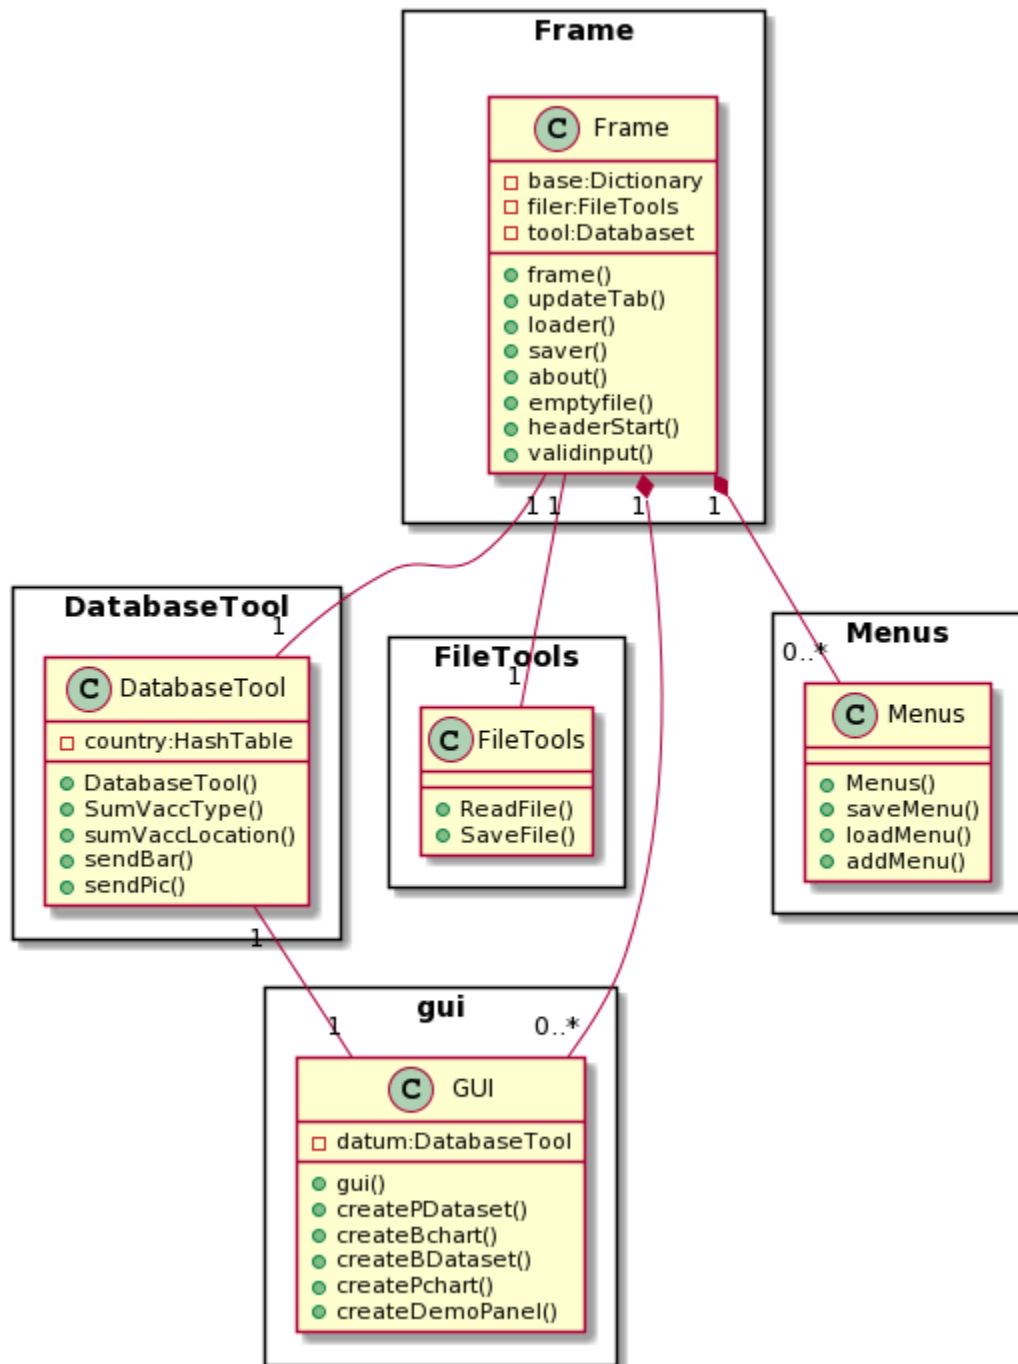 Frame
C Frame
base:Dictionary
filer:FileTools
tool:Databaset
frame()
updateTab()
loader()
saver()
about()
emptyfile()
headerStart()
validinput()
1 1 1 1
DatabaseTool
1
C DatabaseTool
country:HashTable
DatabaseTool()
SumVaccType()
sumVaccLocation()
sendBar()
sendPic()
1
FileTools
1
C FileTools
ReadFile()
SaveFile()
Menus
0..*
C Menus
Menus()
saveMenu()
loadMenu()
addMenu()
gui
1 0..*
C GUI
datum:DatabaseTool
gui()
createPDataset()
createBchart()
createBDataset()
createPchart()
createDemoPanel()